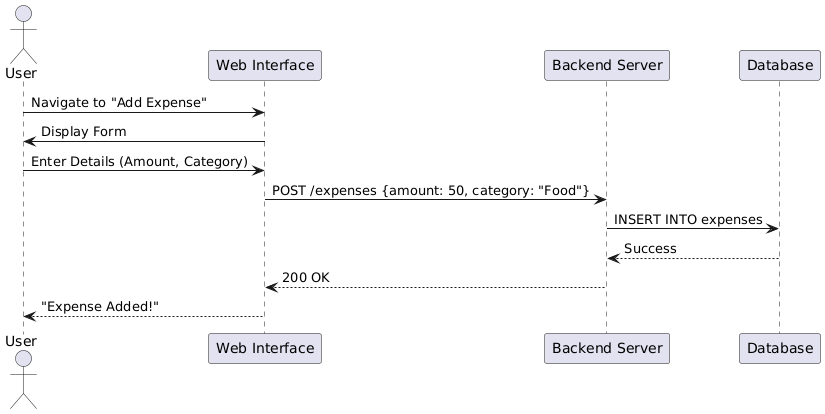 User
Web Interface
Backend Server
Database
Navigate to "Add Expense"
Display Form
Enter Details (Amount, Category)
POST /expenses {amount: 50, category: "Food"}
INSERT INTO expenses
Success
200 OK
"Expense Added!"
User
Web Interface
Backend Server
Database